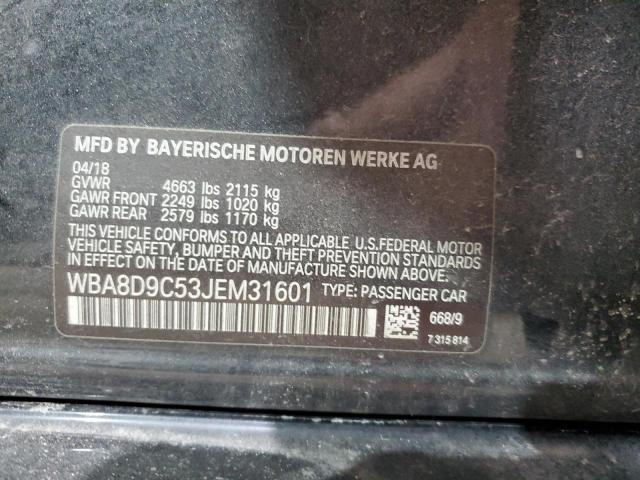 MFD BY BAYERISCHE MOTOREN WERKE AG
04/18
GVWR 4663 lbs 2115 kg
GAWR FRONT 2249 lbs 1020 kg
GAWR REAR 2579 lbs 1170 kg
THIS VEHICLE CONFORMS TO ALL APPLICABLE U.S.FEDERAL MOTOR
VEHICLE SAFETY, BUMPER AND THEFT PREVENTION STANDARDS
IN EFFECT ON THE DATE OF MANUFACTURE SHOWN ABOVE.
WBA8D9C53JEM31601 TYPE: PASSENGER CAR
668/9
7 315 814